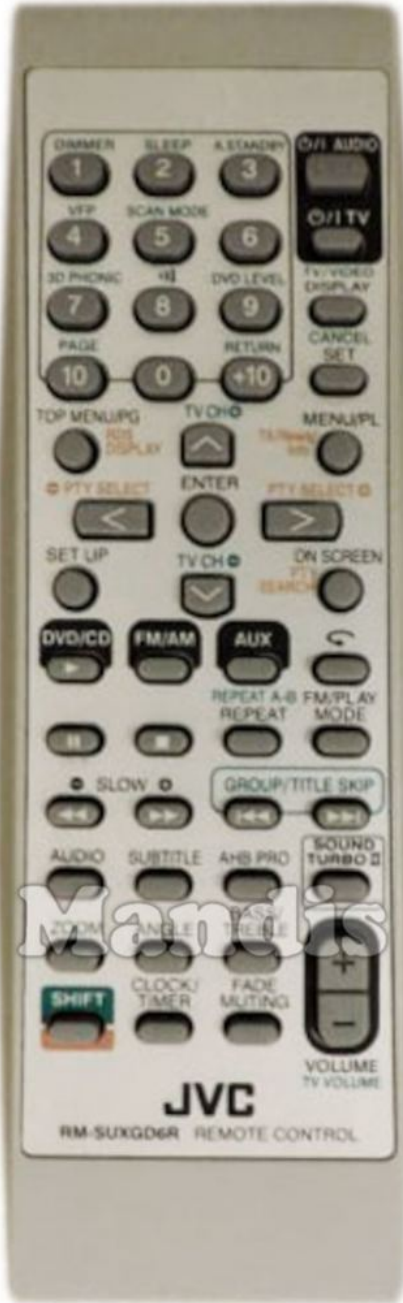 DIMMER SLEEP A.STANDBY ⏻/I AUDIO
1 2 3
VFP SCAN MODE ⏻/I TV
4 5 6
3D PHONIC DVD LEVEL TV/VIDEO
DISPLAY
7 8 9
CANCEL
PAGE RETURN SET
10 0 +10
TOP MENU/PG TV CH MENU/PL
RDS
DISPLAY
TA/News/
Info
PTY SELECT ENTER PTY SELECT
< >
SET UP TV CH ON SCREEN
PTY
SEARCH
DVD/CD FM/AM AUX
REPEAT A-B FM/PLAY
REPEAT MODE
SLOW GROUP/TITLE SKIP
SOUND
AUDIO SUBTITLE AHB PRO TURBO II
Mandis
ZOOM ANGLE BASS/
TREBLE
+
SHIFT CLOCK/
TIMER FADE
MUTING
−
VOLUME
TV VOLUME
JVC
RM-SUXGD6R REMOTE CONTROL